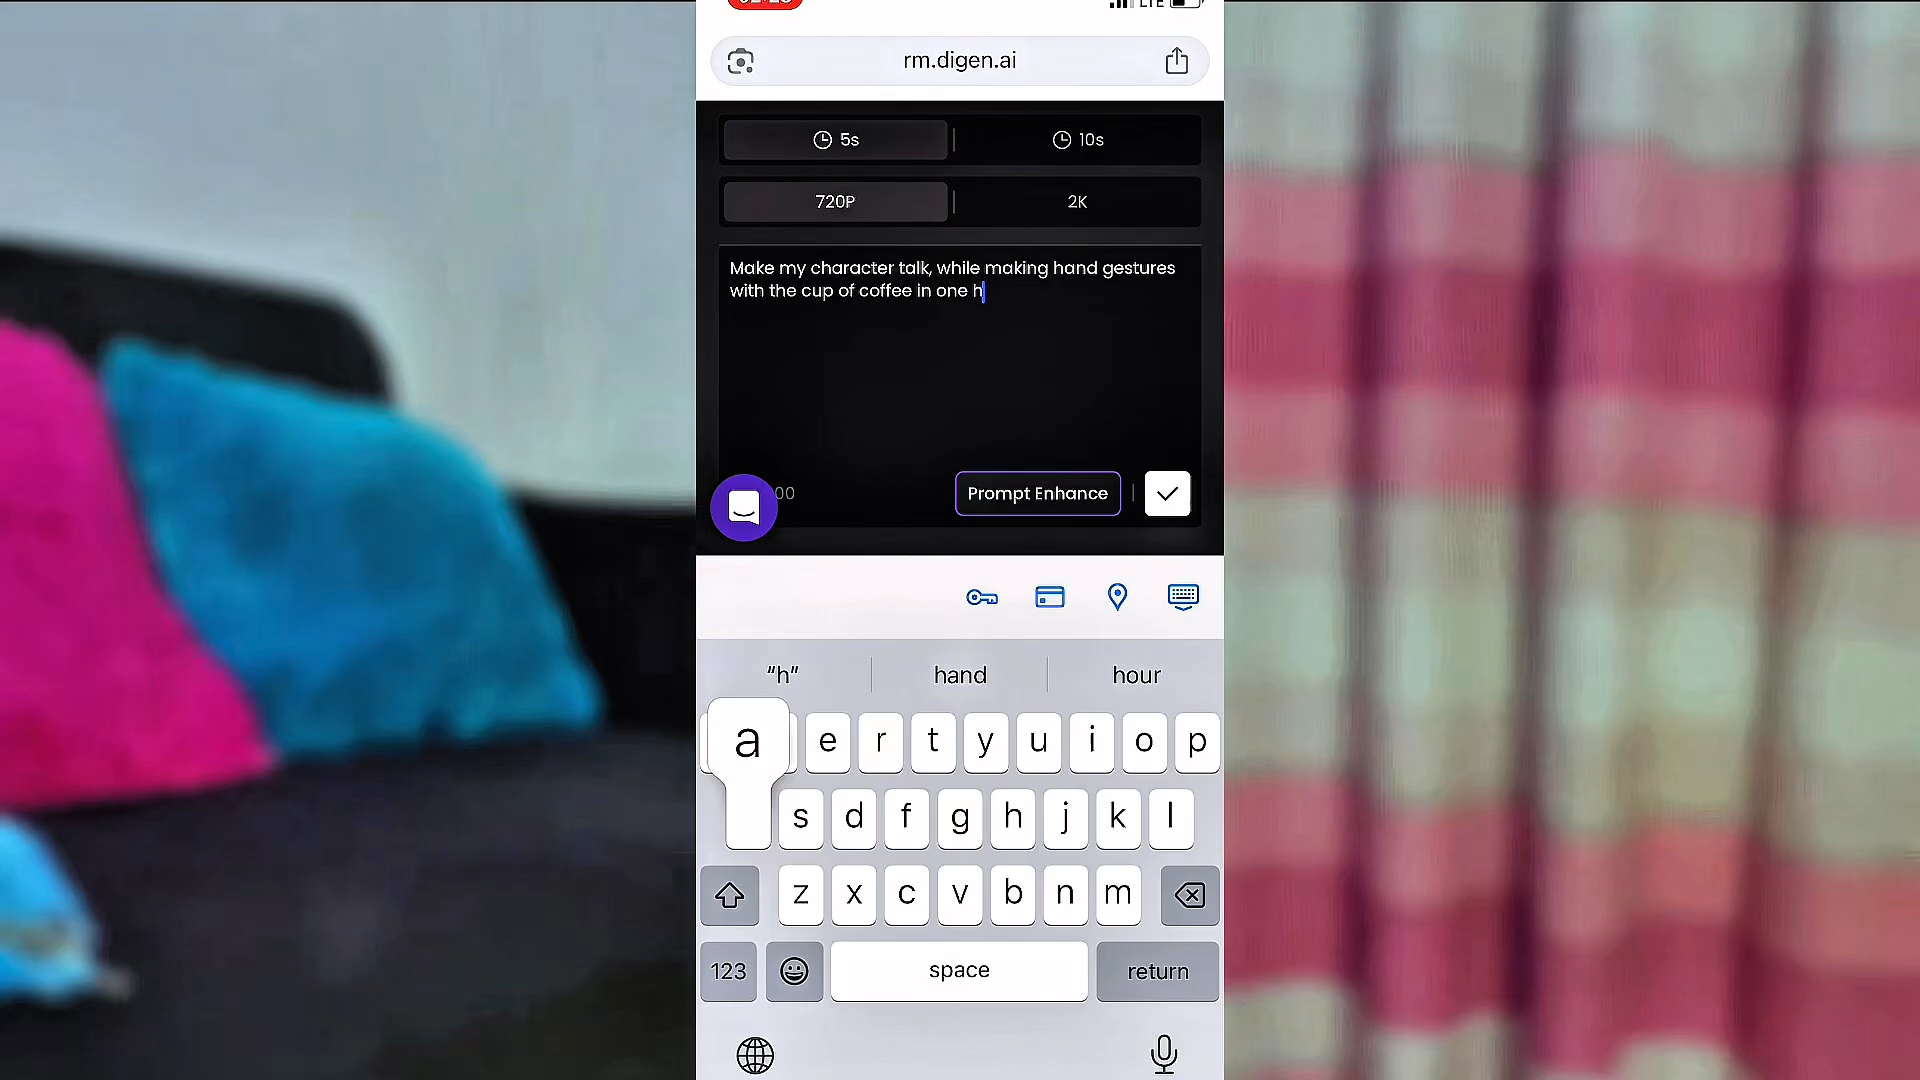 LTE
rm.digen.ai
5s
10s
720P
2K
Make my character talk, while making hand gestures
with the cup of coffee in one h
00
Prompt Enhance
“h”
hand
hour
a
e r t y u i o p
s d f g h j k l
z x c v b n m
123
space
return